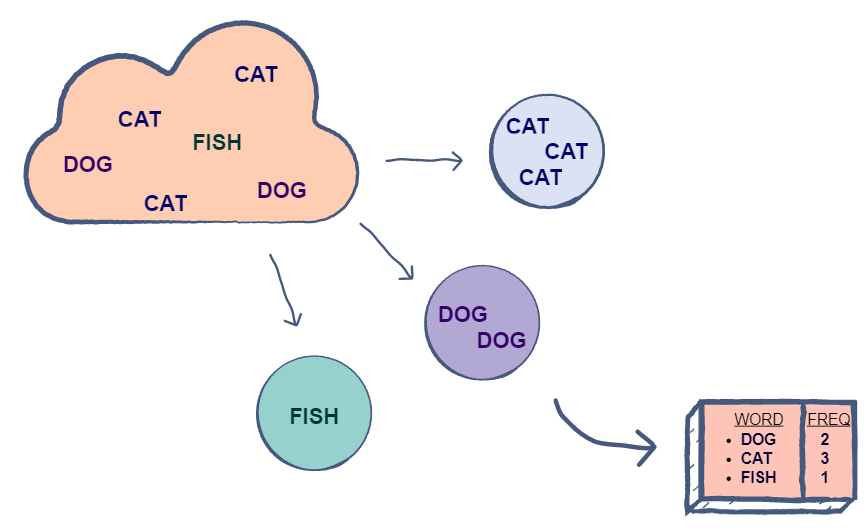 CAT
CAT
FISH
DOG
DOG
CAT
CAT
CAT
CAT
DOG
DOG
FISH
WORD FREQ
• DOG 2
• CAT 3
• FISH 1